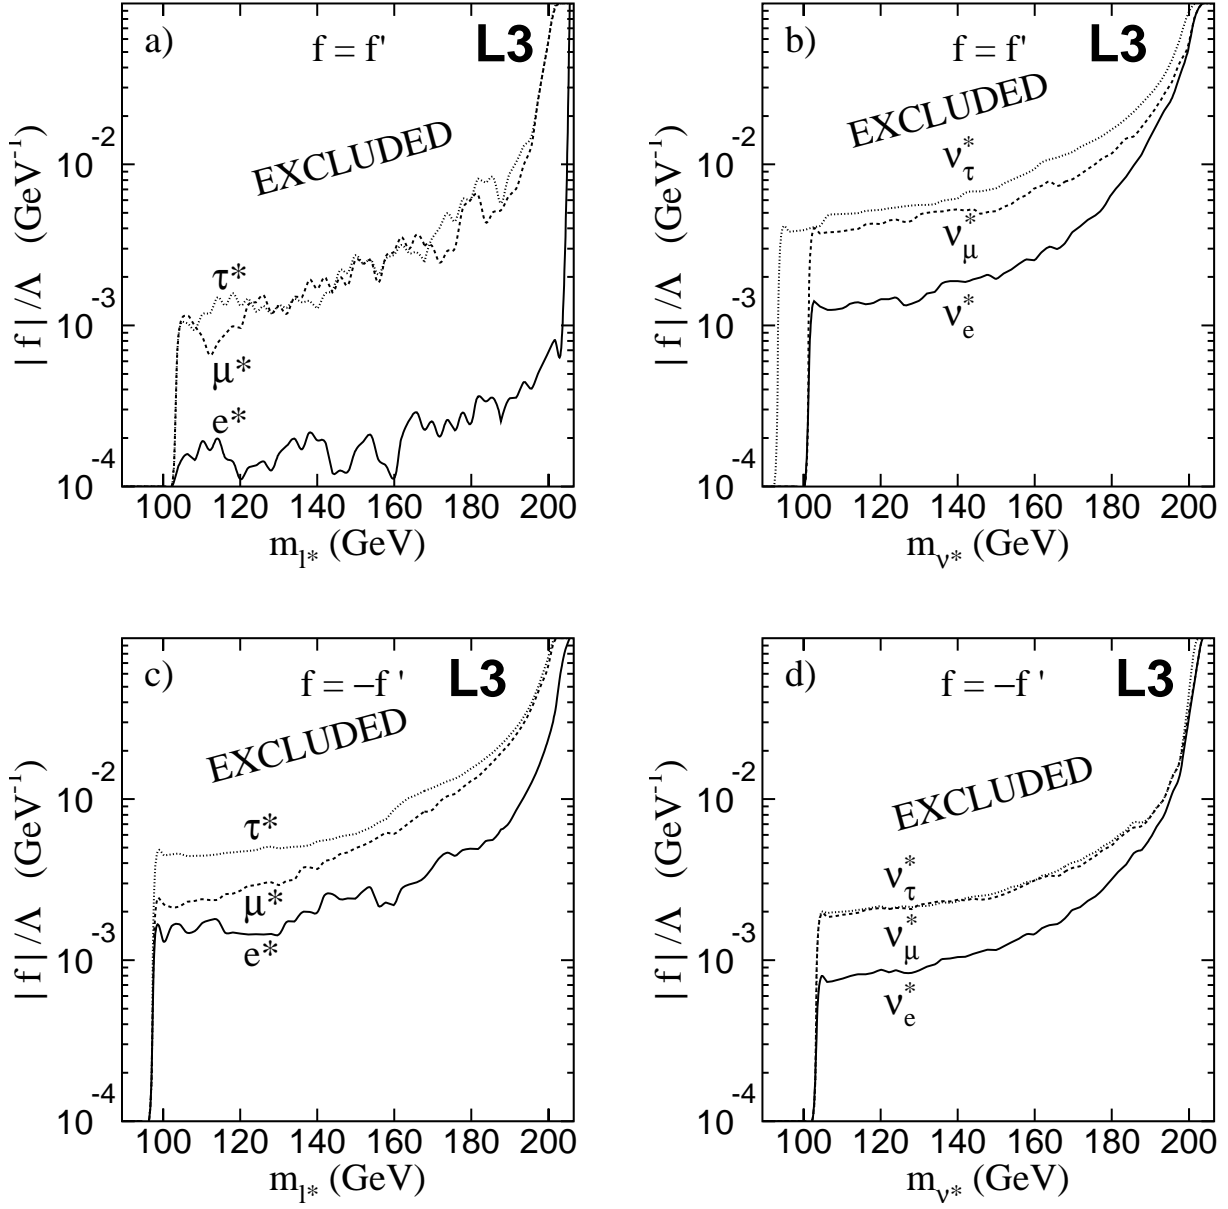 a) f = f' L3
EXCLUDED
τ*
μ*
e*
10⁻²
10⁻³
10⁻⁴
| f | /Λ (GeV⁻¹)
100 120 140 160 180 200
m_l* (GeV)
b) f = f' L3
EXCLUDED
ν*_τ
ν*_μ
ν*_e
10⁻²
10⁻³
10⁻⁴
| f | /Λ (GeV⁻¹)
100 120 140 160 180 200
m_ν* (GeV)
c) f = −f ' L3
EXCLUDED
τ*
μ*
e*
10⁻²
10⁻³
10⁻⁴
| f | /Λ (GeV⁻¹)
100 120 140 160 180 200
m_l* (GeV)
d) f = −f ' L3
EXCLUDED
ν*_τ
ν*_μ
ν*_e
10⁻²
10⁻³
10⁻⁴
| f | /Λ (GeV⁻¹)
100 120 140 160 180 200
m_ν* (GeV)